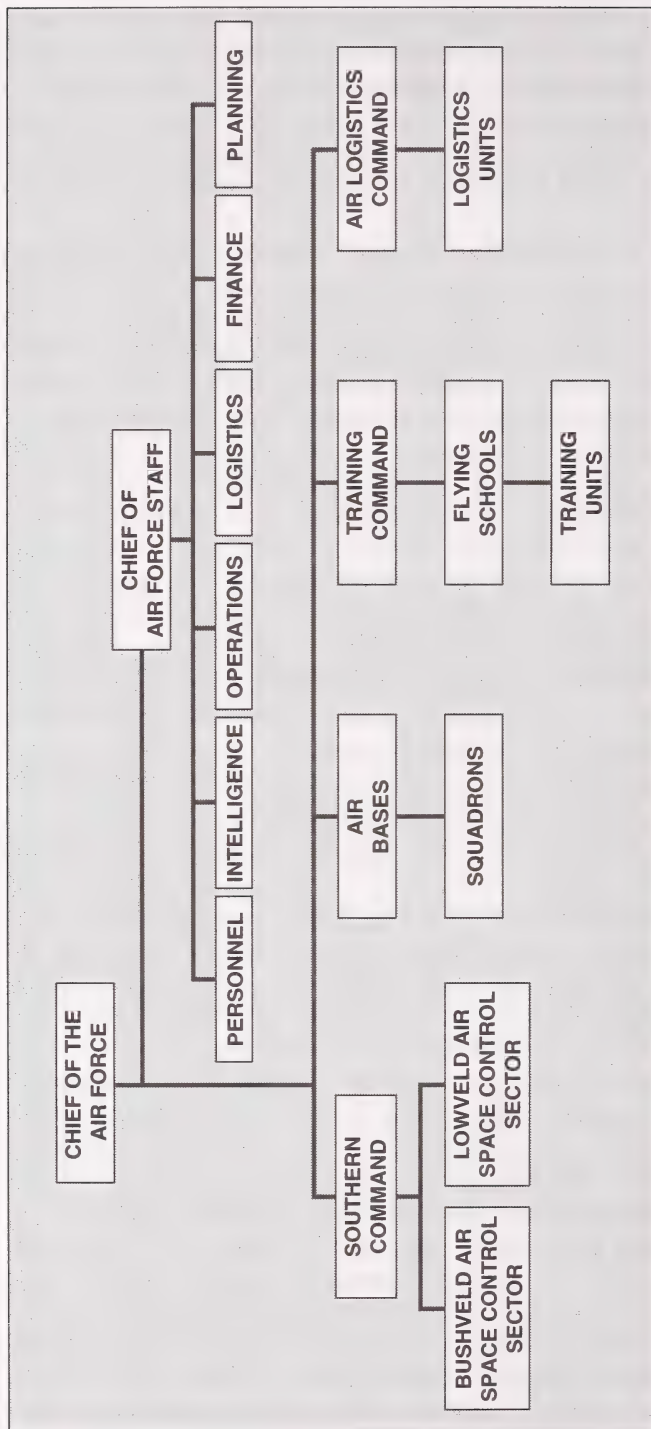 CHIEF OF THE
AIR FORCE
CHIEF OF
AIR FORCE STAFF
PERSONNEL
INTELLIGENCE
OPERATIONS
LOGISTICS
FINANCE
PLANNING
SOUTHERN
COMMAND
AIR
BASES
TRAINING
COMMAND
AIR LOGISTICS
COMMAND
BUSHVELD AIR
SPACE CONTROL
SECTOR
LOWVELD AIR
SPACE CONTROL
SECTOR
SQUADRONS
FLYING
SCHOOLS
LOGISTICS
UNITS
TRAINING
UNITS